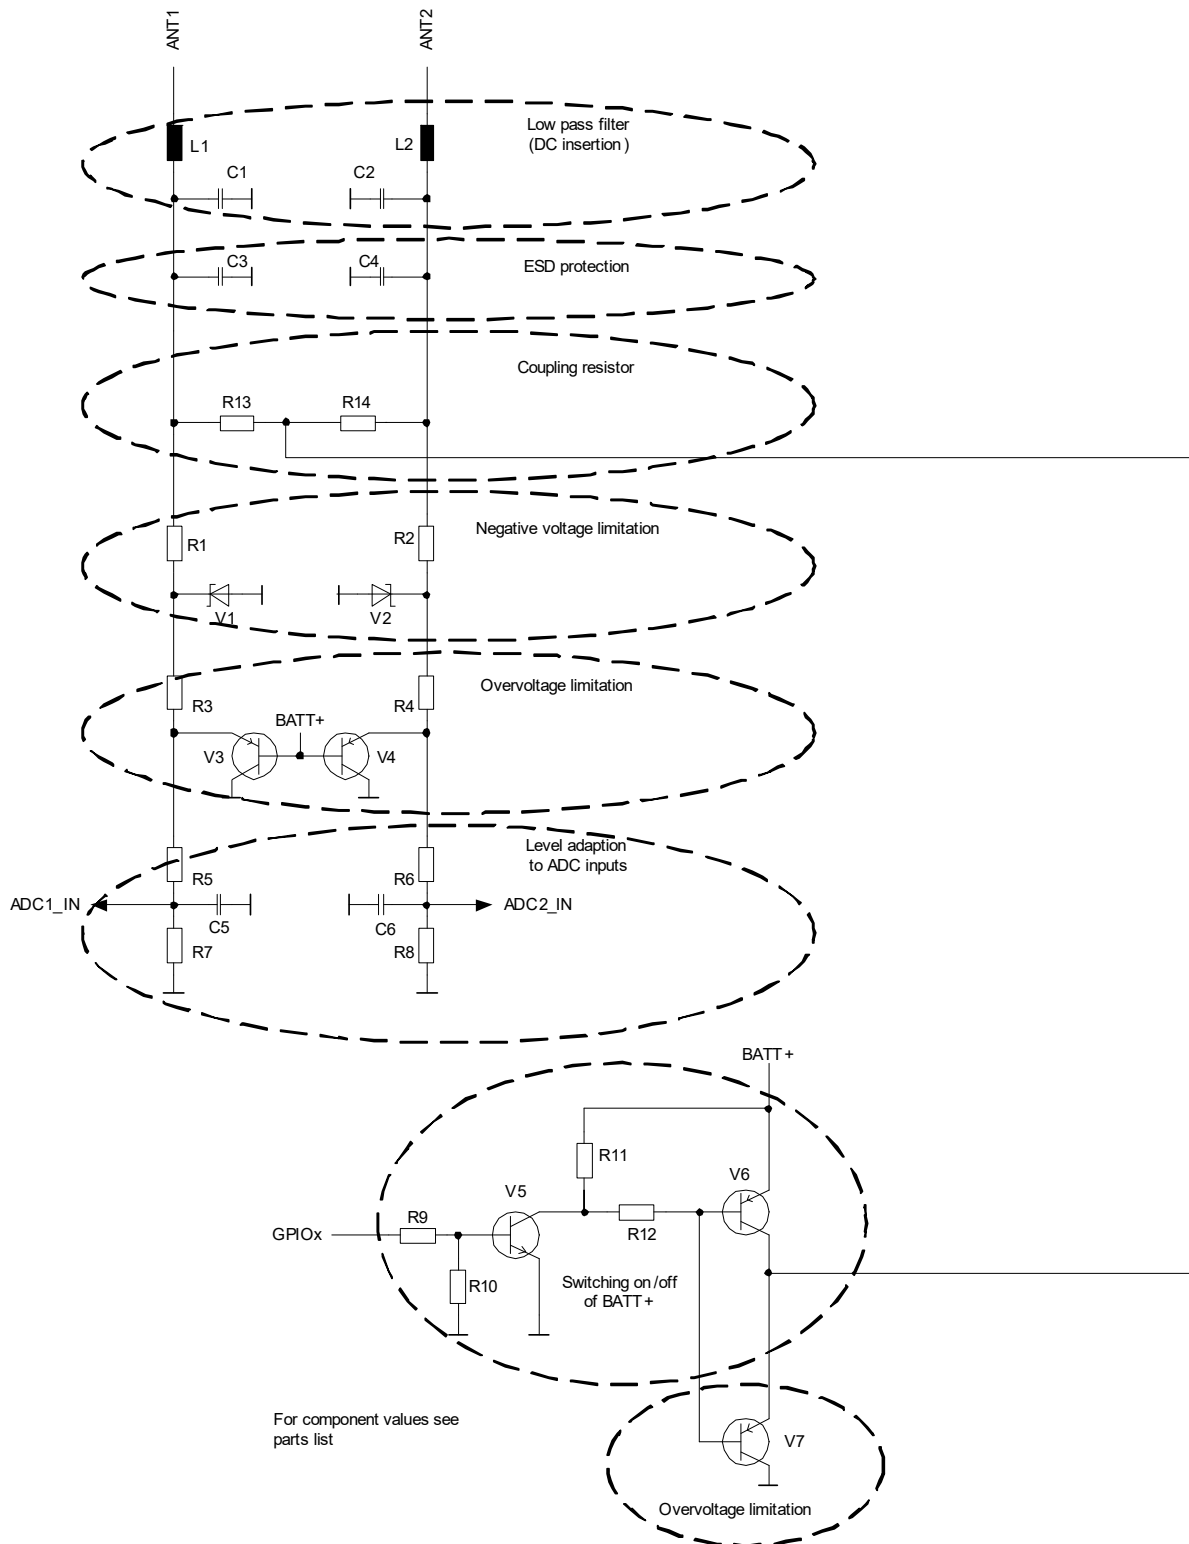 ANT1
ANT2
Low pass filter
(DC insertion )
L1
L2
C1
C2
C3
C4
ESD protection
Coupling resistor
R13
R14
Negative voltage limitation
R1
R2
V1
V2
Overvoltage limitation
R3
R4
BATT+
V3
V4
Level adaption
to ADC inputs
R5
R6
ADC1_IN
ADC2_IN
C5
C6
R7
R8
BATT+
R11
V6
V5
R9
R12
GPIOx
R10
Switching on /off
of BATT+
For component values see
parts list
V7
Overvoltage limitation